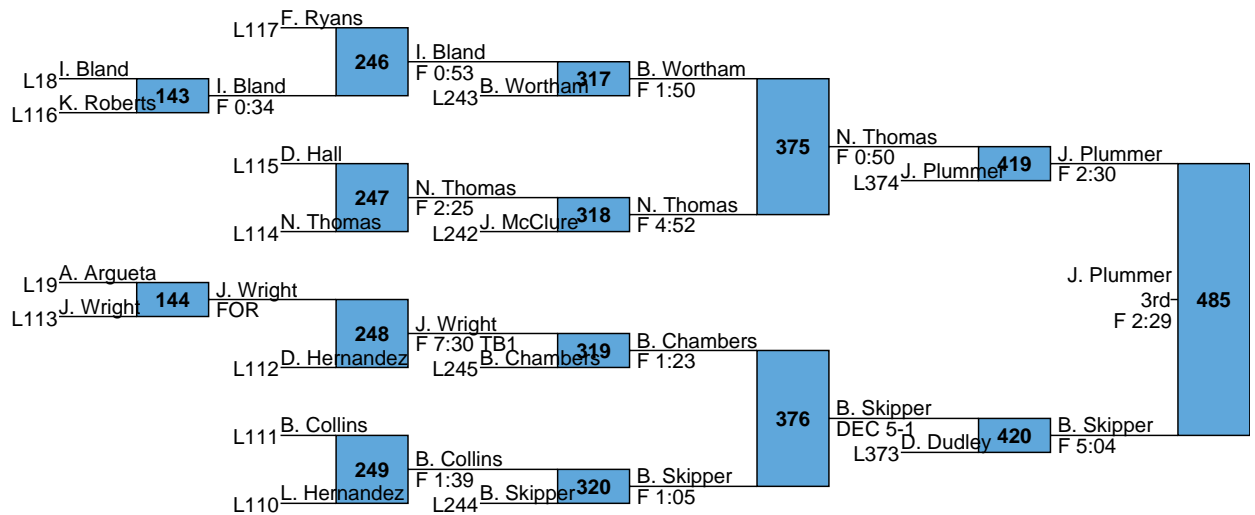 F. Ryans
L117
246
I. Bland
F 0:53
I. Bland
L18
143
I. Bland
F 0:34
K. Roberts
L116
317
B. Wortham
L243
B. Wortham
F 1:50
375
N. Thomas
F 0:50
D. Hall
L115
247
N. Thomas
F 2:25
N. Thomas
L114
318
J. McClure
L242
N. Thomas
F 4:52
419
J. Plummer
L374
J. Plummer
F 2:30
A. Argueta
L19
144
J. Wright
FOR
J. Wright
L113
248
J. Wright
F 7:30 TB1
D. Hernandez
L112
319
B. Chambers
L245
B. Chambers
F 1:23
J. Plummer
3rd
F 2:29
485
376
B. Skipper
DEC 5-1
B. Collins
L111
249
B. Collins
F 1:39
L. Hernandez
L110
320
B. Skipper
L244
B. Skipper
F 1:05
420
D. Dudley
L373
B. Skipper
F 5:04